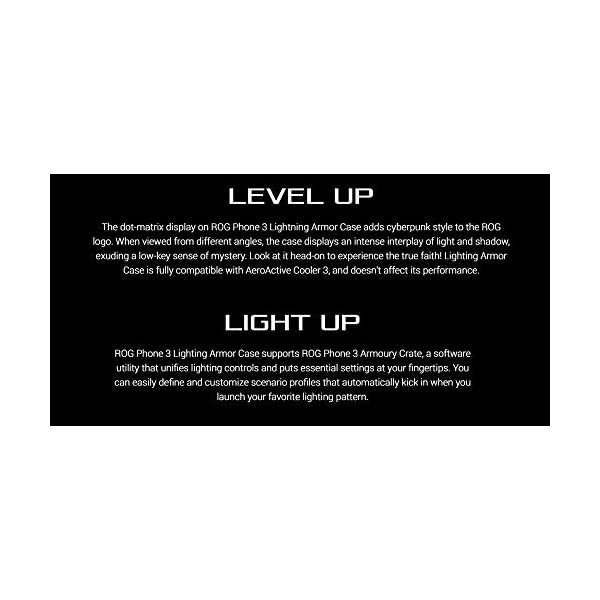 LEVEL UP
The dot-matrix display on ROG Phone 3 Lightning Armor Case adds cyberpunk style to the ROG
logo. When viewed from different angles, the case displays an intense interplay of light and shadow,
exuding a low-key sense of mystery. Look at it head-on to experience the true faith! Lighting Armor
Case is fully compatible with AeroActive Cooler 3, and doesn't affect its performance.
LIGHT UP
ROG Phone 3 Lighting Armor Case supports ROG Phone 3 Armoury Crate, a software
utility that unifies lighting controls and puts essential settings at your fingertips. You
can easily define and customize scenario profiles that automatically kick in when you
launch your favorite lighting pattern.